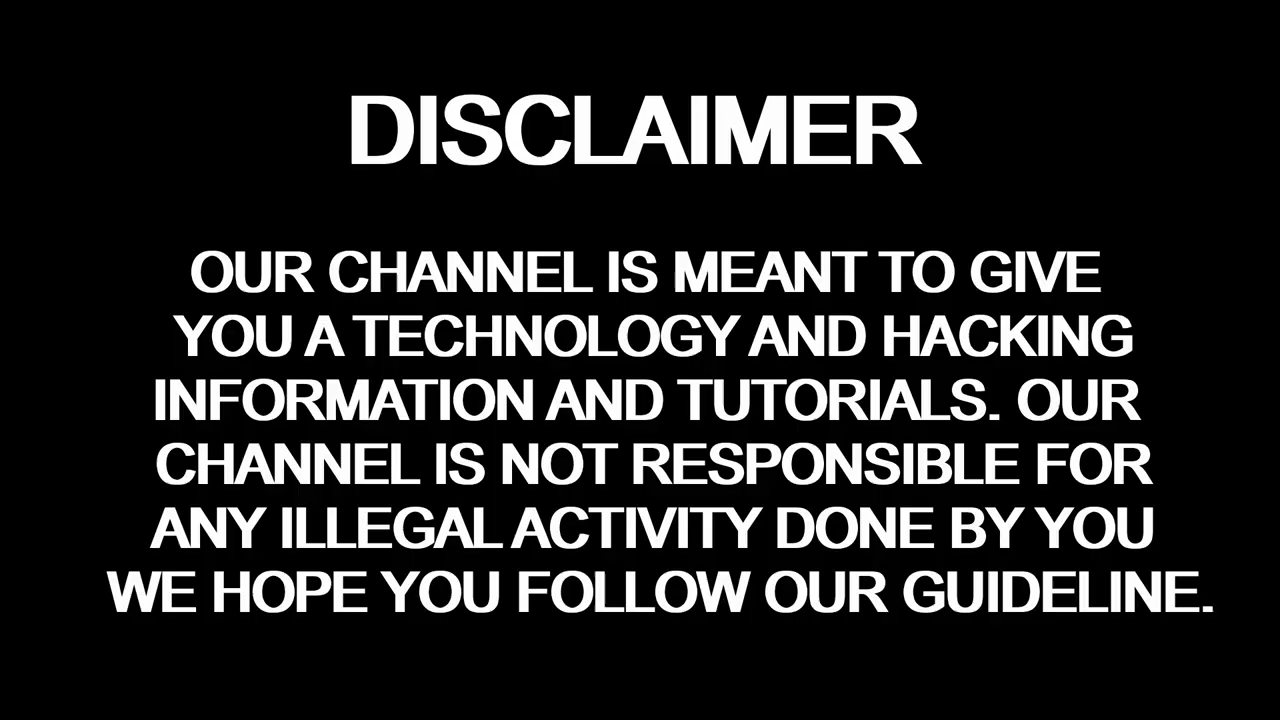 DISCLAIMER
OUR CHANNEL IS MEANT TO GIVE
YOU A TECHNOLOGY AND HACKING
INFORMATION AND TUTORIALS. OUR
CHANNEL IS NOT RESPONSIBLE FOR
ANY ILLEGAL ACTIVITY DONE BY YOU
WE HOPE YOU FOLLOW OUR GUIDELINE.